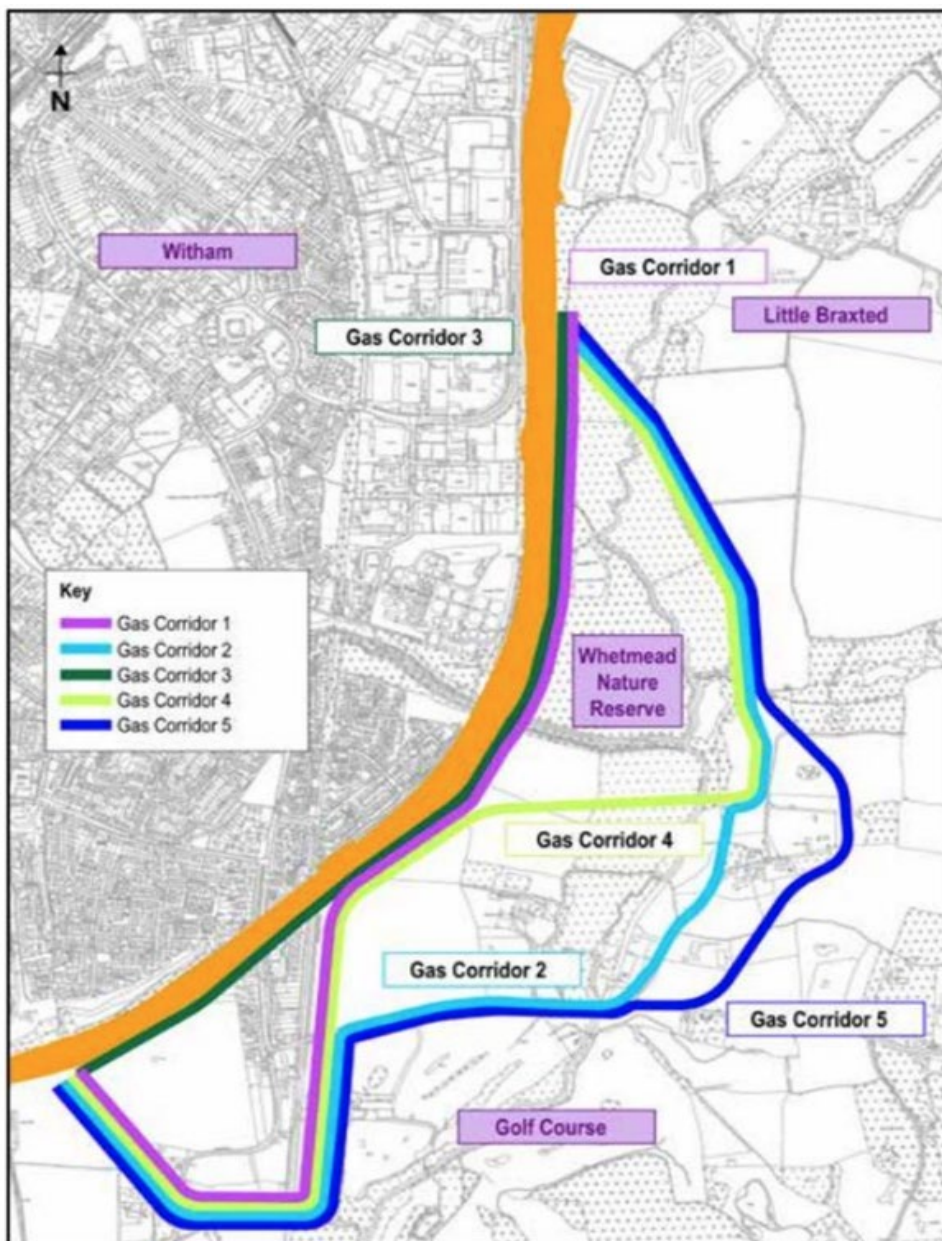 N
Witham
Gas Corridor 1
Little Braxted
Gas Corridor 3
Key
Gas Corridor 1
Gas Corridor 2
Gas Corridor 3
Gas Corridor 4
Gas Corridor 5
Whetmead
Nature
Reserve
Gas Corridor 4
Gas Corridor 2
Gas Corridor 5
Golf Course